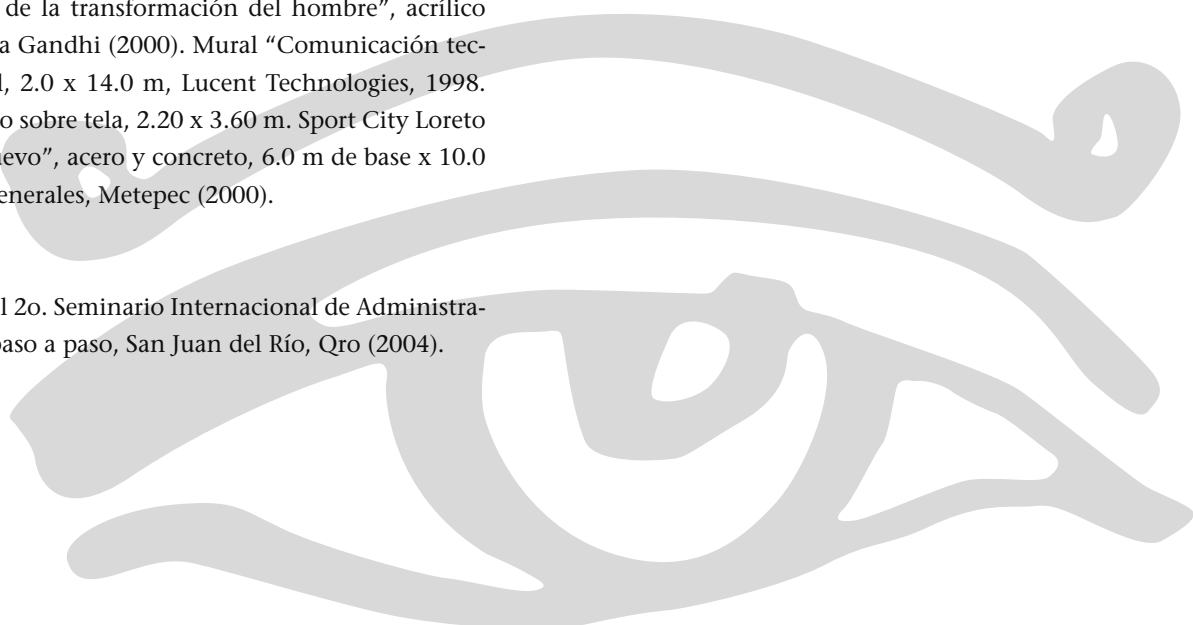 de la transformación del hombre”, acrílico
a Gandhi (2000). Mural “Comunicación tec-
l, 2.0 x 14.0 m, Lucent Technologies, 1998.
o sobre tela, 2.20 x 3.60 m. Sport City Loreto
uevo”, acero y concreto, 6.0 m de base x 10.0
enerales, Metepec (2000).
l 2o. Seminario Internacional de Administra-
paso a paso, San Juan del Río, Qro (2004).